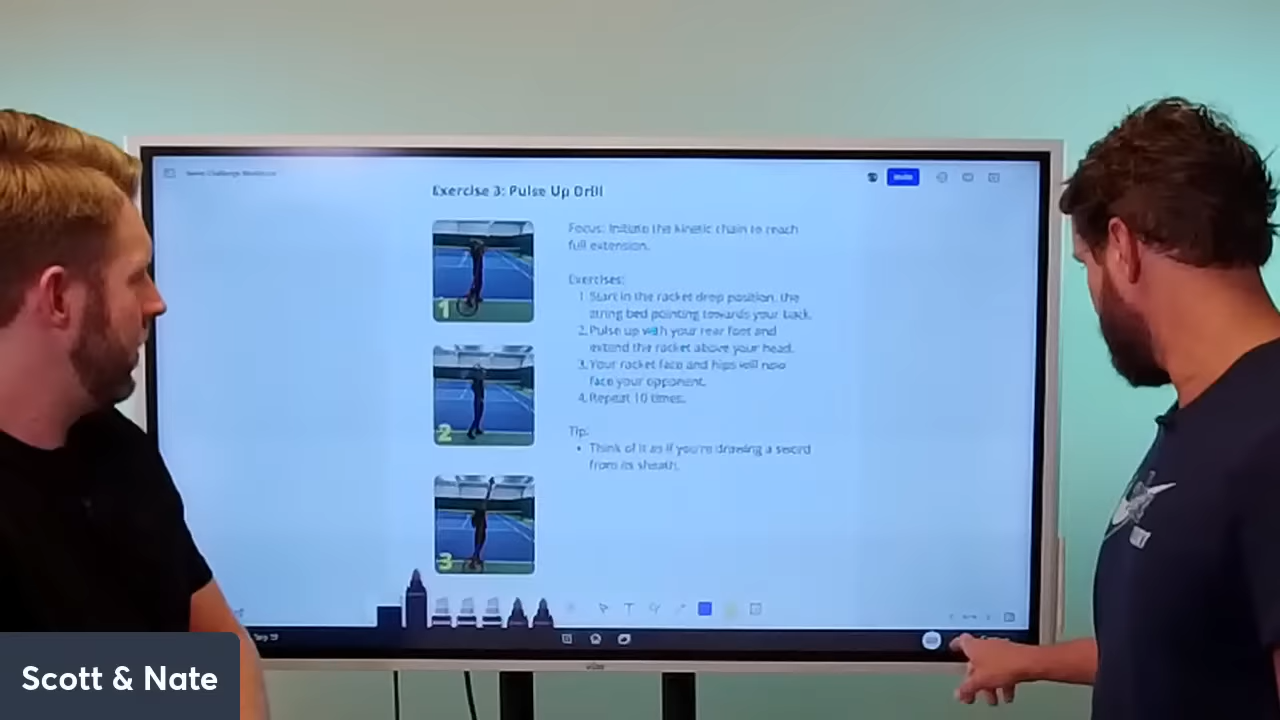 Exercise 3: Pulse Up Drill
Invite
Focus: Initiate the kinetic chain to reach
full extension.
Exercises:
1. Start in the racket drop position, the
string bed pointing towards your back.
2. Pulse up with your rear foot and
extend the racket above your head.
3. Your racket face and hips will now
face your opponent.
4. Repeat 10 times.
Tip:
• Think of it as if you're drawing a sword
from its sheath.
1
2
3
Scott & Nate